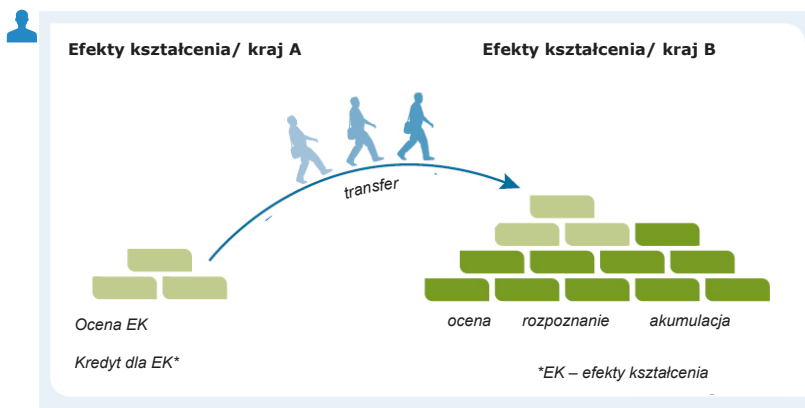 Efekty kształcenia/ kraj A
Efekty kształcenia/ kraj B
transfer
Ocena EK
Kredyt dla EK*
ocena rozpoznanie akumulacja
*EK – efekty kształcenia